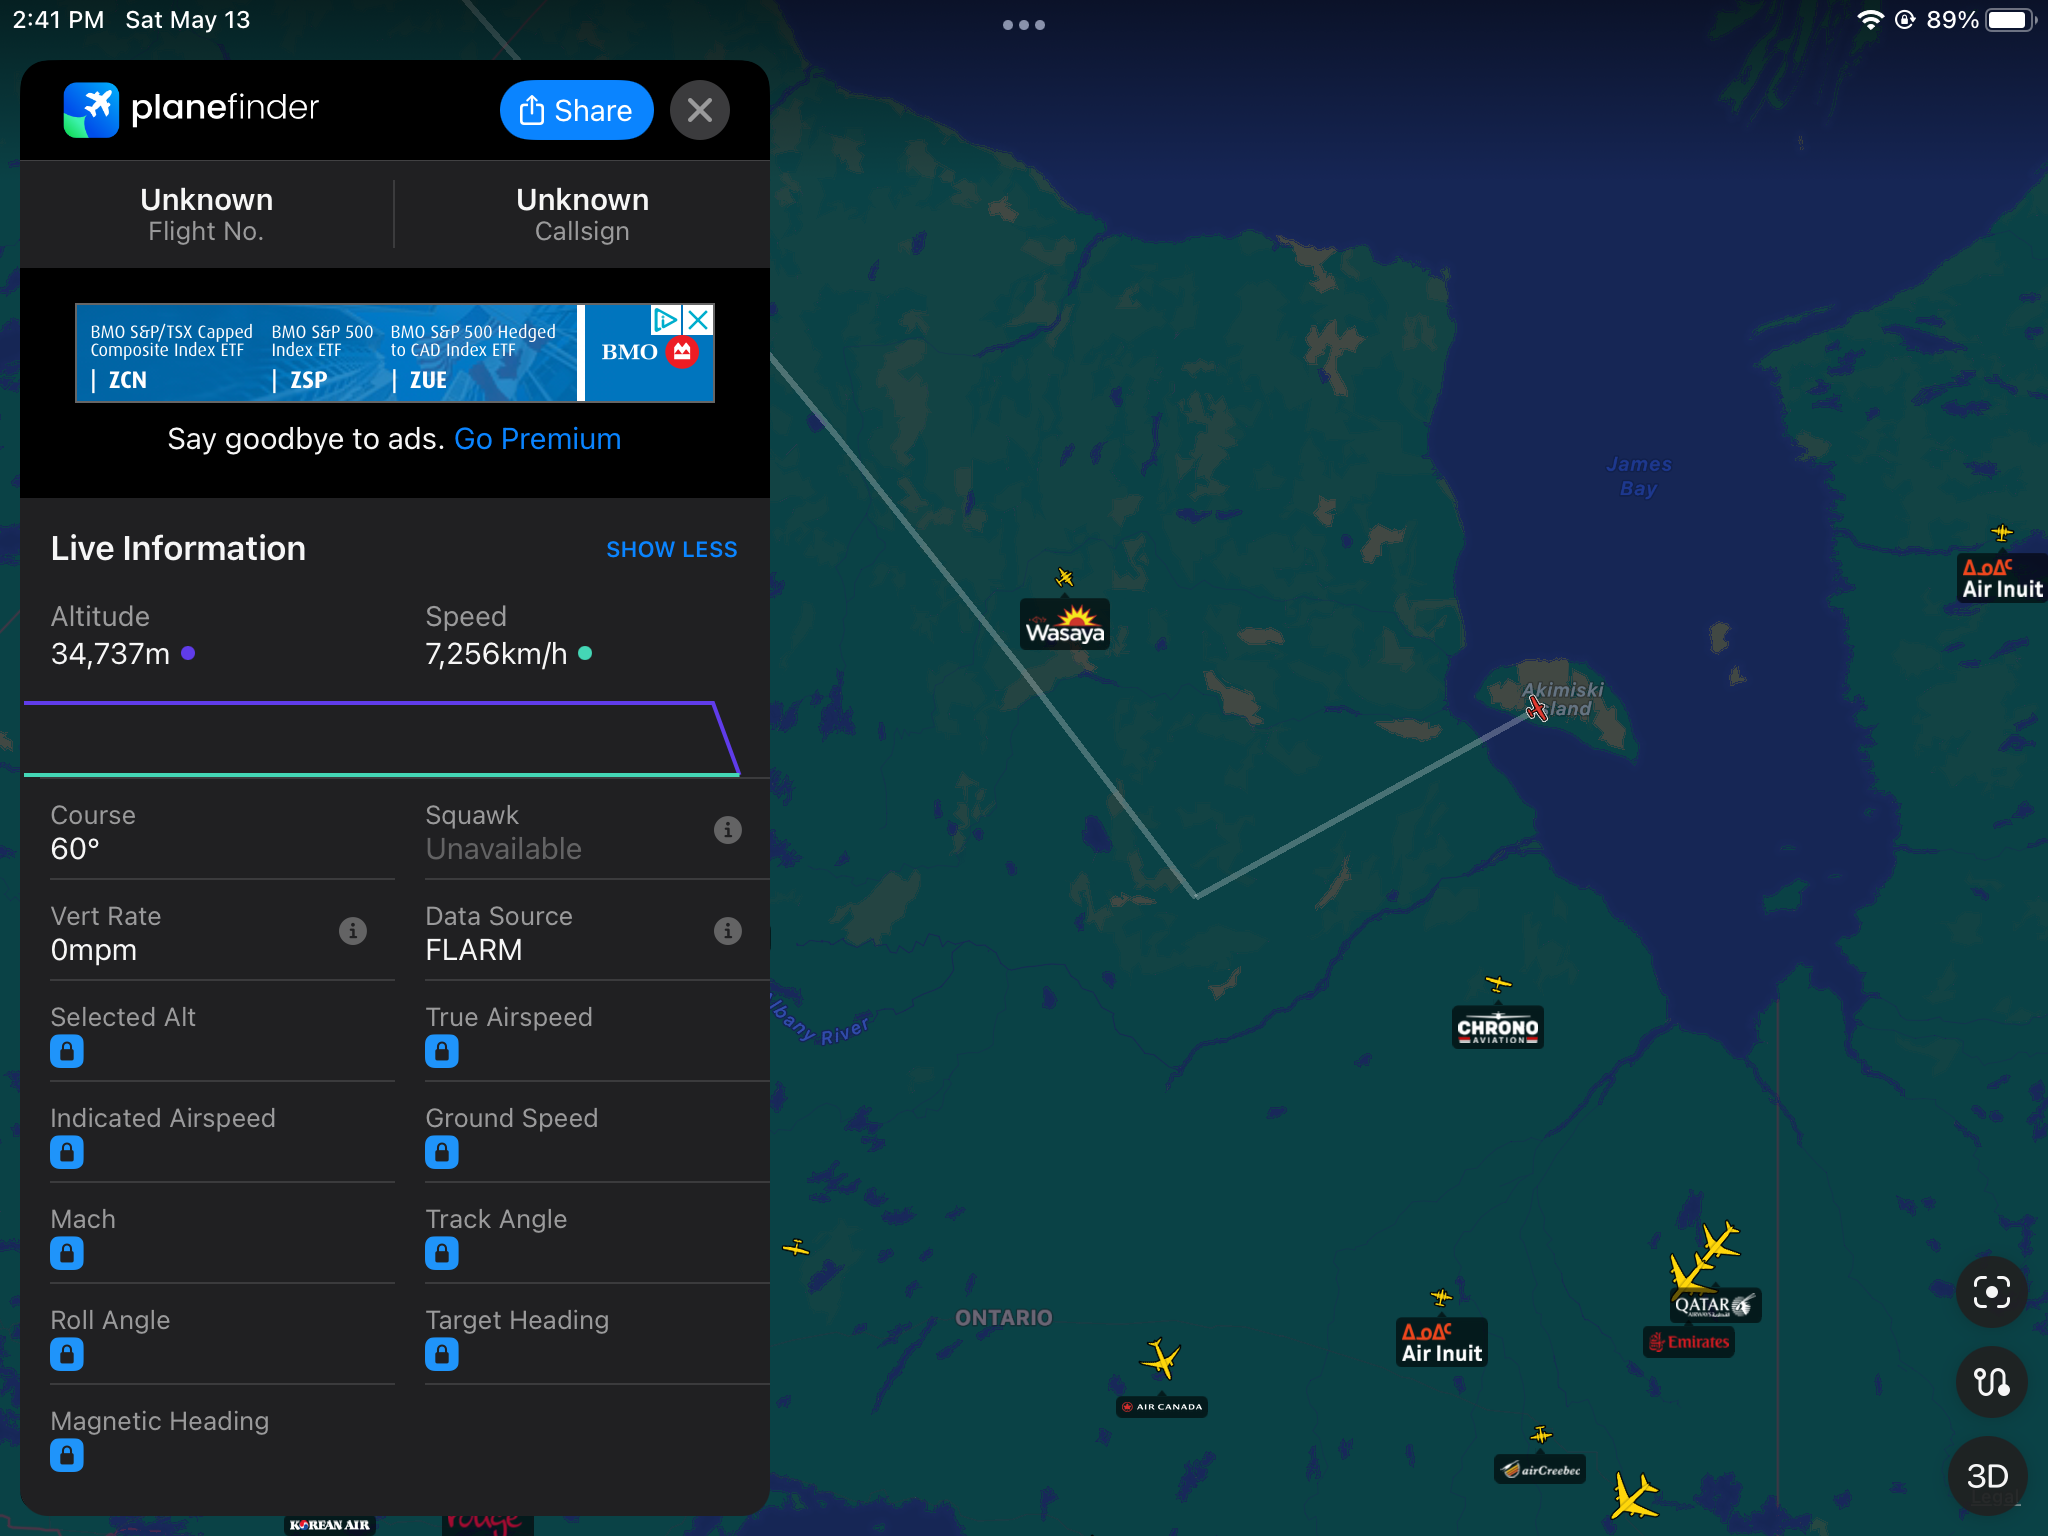 2:41 PM Sat May 13
89%
planefinder
Share
Unknown
Flight No.
Unknown
Callsign
BMO S&P/TSX Capped
Composite Index ETF
ZCN
BMO S&P 500
Index ETF
ZSP
BMO S&P 500 Hedged
to CAD Index ETF
ZUE
BMO
Say goodbye to ads. Go Premium
Live Information
SHOW LESS
Altitude
34,737m
Speed
7,256km/h
Course
60°
Squawk
Unavailable
Vert Rate
0mpm
Data Source
FLARM
Selected Alt
True Airspeed
Indicated Airspeed
Ground Speed
Mach
Track Angle
Roll Angle
Target Heading
Magnetic Heading
James
Bay
ᐃᓄᐃᑦ
Air Inuit
Wasaya
Akimiski
Island
Albany River
CHRONO
AVIATION
ONTARIO
QATAR
AIRWAYS
Emirates
ᐃᓄᐃᑦ
Air Inuit
AIR CANADA
airCreebec
3D
Legal
KOREAN AIR
rouge